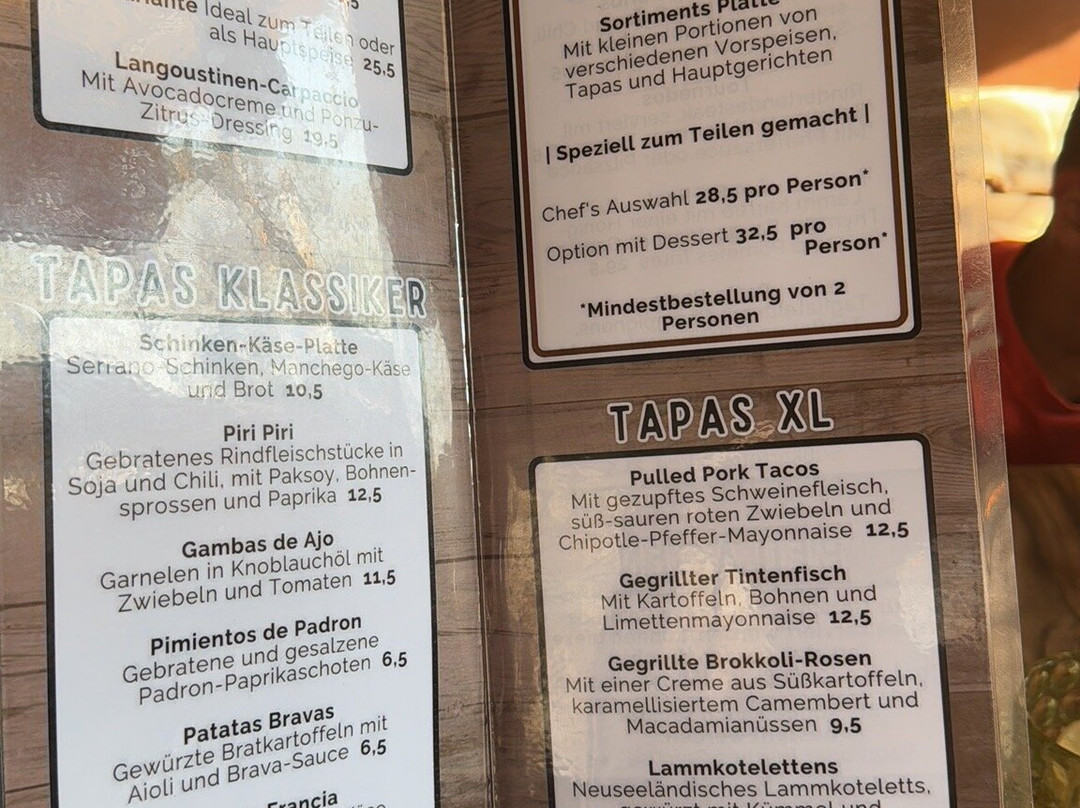 Ideal zum Teilen oder
als Hauptspeise 25,5
Langoustinen-Carpaccio
Mit Avocadocreme und Ponzu-
Zitrus-Dressing 19,5
TAPAS KLASSIKER
Schinken-Käse-Platte
Serrano-Schinken, Manchego-Käse
und Brot 10,5
Piri Piri
Gebratenes Rindfleischstücke in
Soja und Chili, mit Paksoy, Bohnen-
sprossen und Paprika 12,5
Gambas de Ajo
Garnelen in Knoblauchöl mit
Zwiebeln und Tomaten 11,5
Pimientos de Padron
Gebratene und gesalzene
Padron-Paprikaschoten 6,5
Patatas Bravas
Gewürzte Bratkartoffeln mit
Aioli und Brava-Sauce 6,5
Francia
Sortiments Platte
Mit kleinen Portionen von
verschiedenen Vorspeisen,
Tapas und Hauptgerichten
| Speziell zum Teilen gemacht |
Chef's Auswahl 28,5 pro Person*
Option mit Dessert 32,5 pro
Person*
*Mindestbestellung von 2
Personen
TAPAS XL
Pulled Pork Tacos
Mit gezupftes Schweinefleisch,
süß-sauren roten Zwiebeln und
Chipotle-Pfeffer-Mayonnaise 12,5
Gegrillter Tintenfisch
Mit Kartoffeln, Bohnen und
Limettenmayonnaise 12,5
Gegrillte Brokkoli-Rosen
Mit einer Creme aus Süßkartoffeln,
karamellisiertem Camembert und
Macadamianüssen 9,5
Lammkotelettens
Neuseeländisches Lammkoteletts,
gewürzt mit Kümmel und